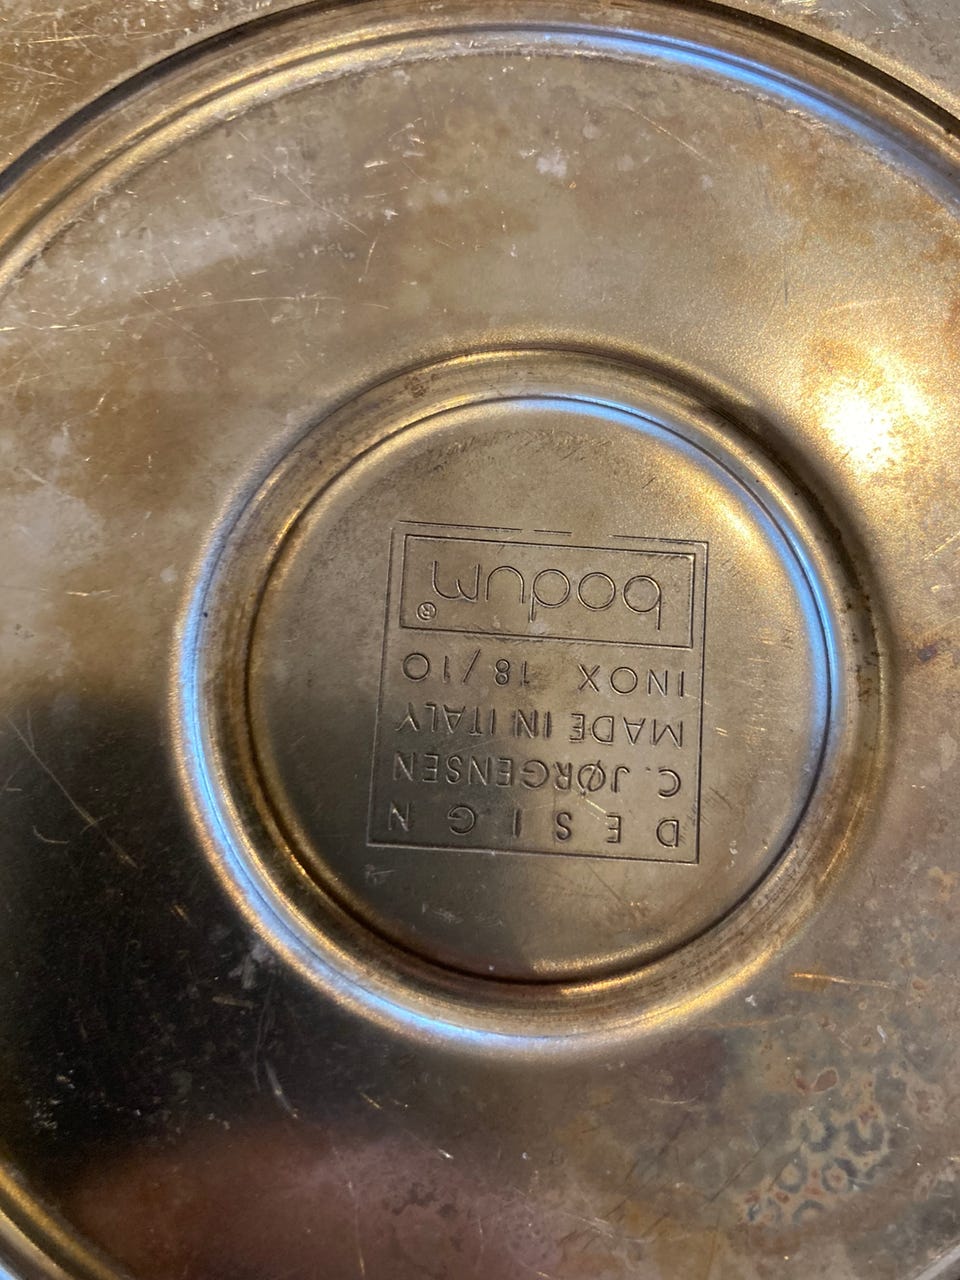 bodum®
INOX 18/10
MADE IN ITALY
C. JØRGENSEN
DESIGN